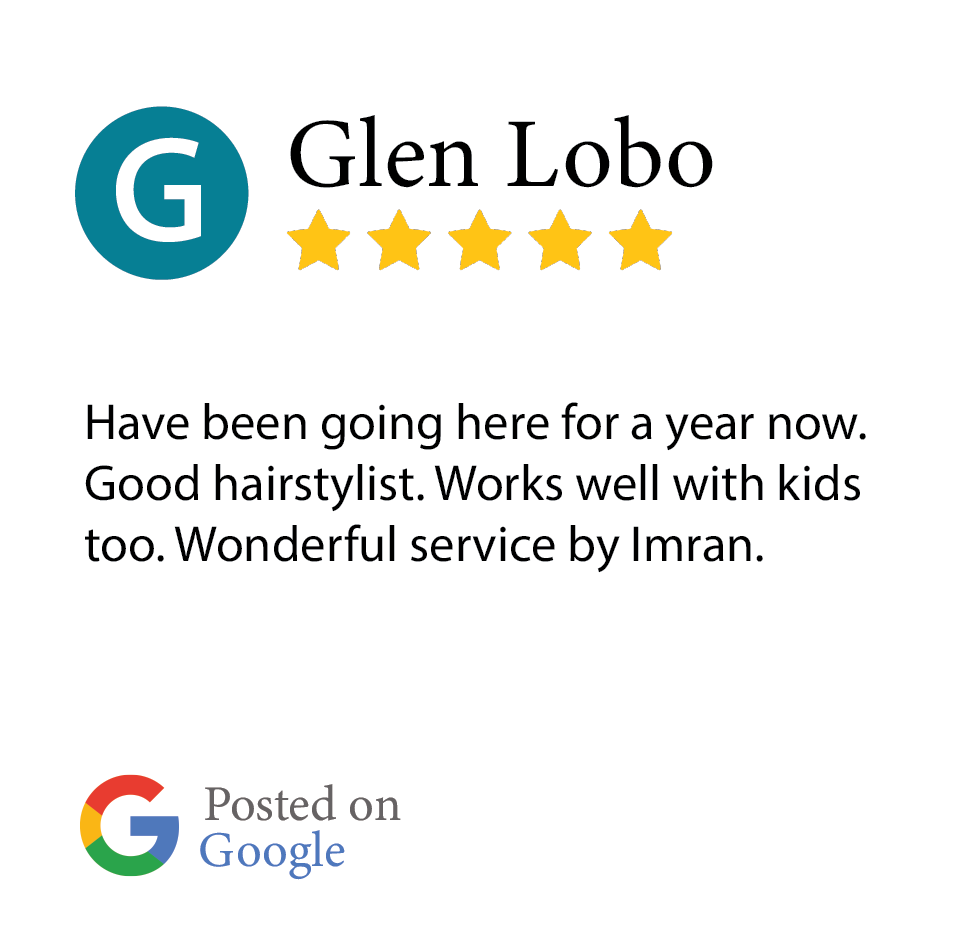 G
Glen Lobo
Have been going here for a year now.
Good hairstylist. Works well with kids
too. Wonderful service by Imran.
G
Posted on
Google